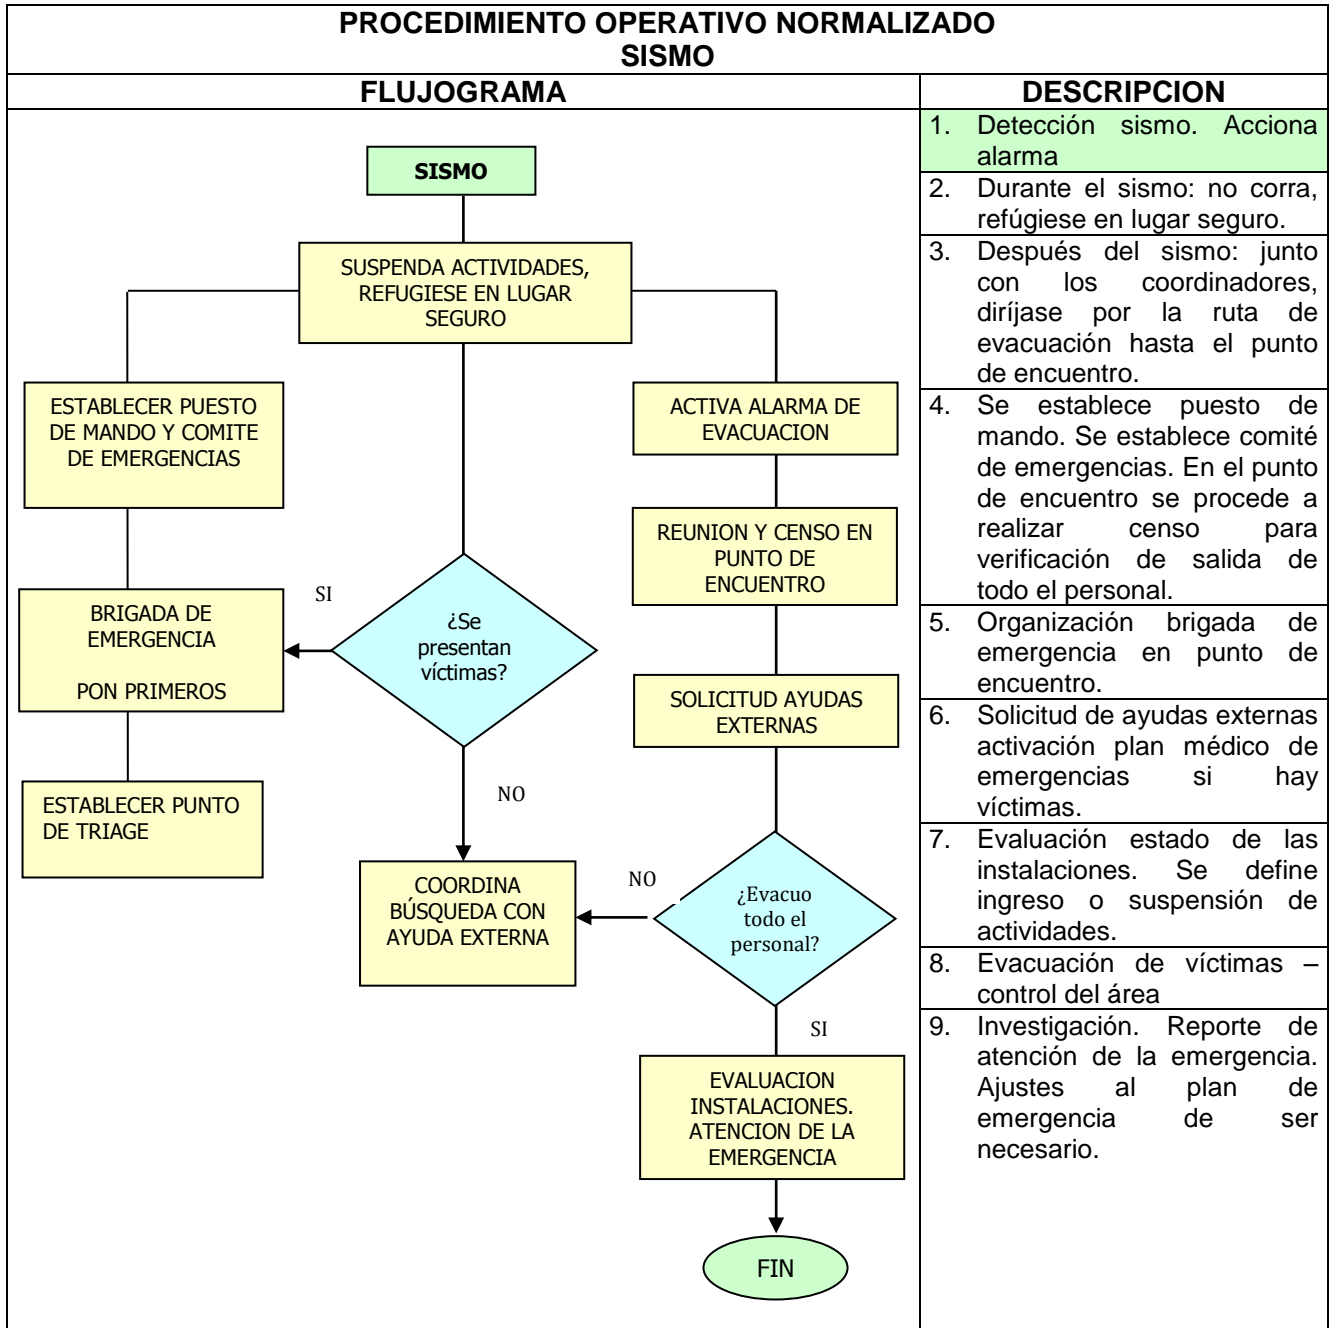 PROCEDIMIENTO OPERATIVO NORMALIZADO
SISMO
FLUJOGRAMA
DESCRIPCION
SISMO
SUSPENDA ACTIVIDADES,
REFUGIESE EN LUGAR
SEGURO
ESTABLECER PUESTO
DE MANDO Y COMITE
DE EMERGENCIAS
ACTIVA ALARMA DE
EVACUACION
REUNION Y CENSO EN
PUNTO DE
ENCUENTRO
SI
¿Se
presentan
víctimas?
BRIGADA DE
EMERGENCIA
PON PRIMEROS
SOLICITUD AYUDAS
EXTERNAS
NO
ESTABLECER PUNTO
DE TRIAGE
COORDINA
BÚSQUEDA CON
AYUDA EXTERNA
NO
¿Evacuo
todo el
personal?
SI
EVALUACION
INSTALACIONES.
ATENCION DE LA
EMERGENCIA
FIN
1. Detección sismo. Acciona
alarma
2. Durante el sismo: no corra,
refúgiese en lugar seguro.
3. Después del sismo: junto
con los coordinadores,
diríjase por la ruta de
evacuación hasta el punto
de encuentro.
4. Se establece puesto de
mando. Se establece comité
de emergencias. En el punto
de encuentro se procede a
realizar censo para
verificación de salida de
todo el personal.
5. Organización brigada de
emergencia en punto de
encuentro.
6. Solicitud de ayudas externas
activación plan médico de
emergencias si hay
víctimas.
7. Evaluación estado de las
instalaciones. Se define
ingreso o suspensión de
actividades.
8. Evacuación de víctimas –
control del área
9. Investigación. Reporte de
atención de la emergencia.
Ajustes al plan de
emergencia de ser
necesario.